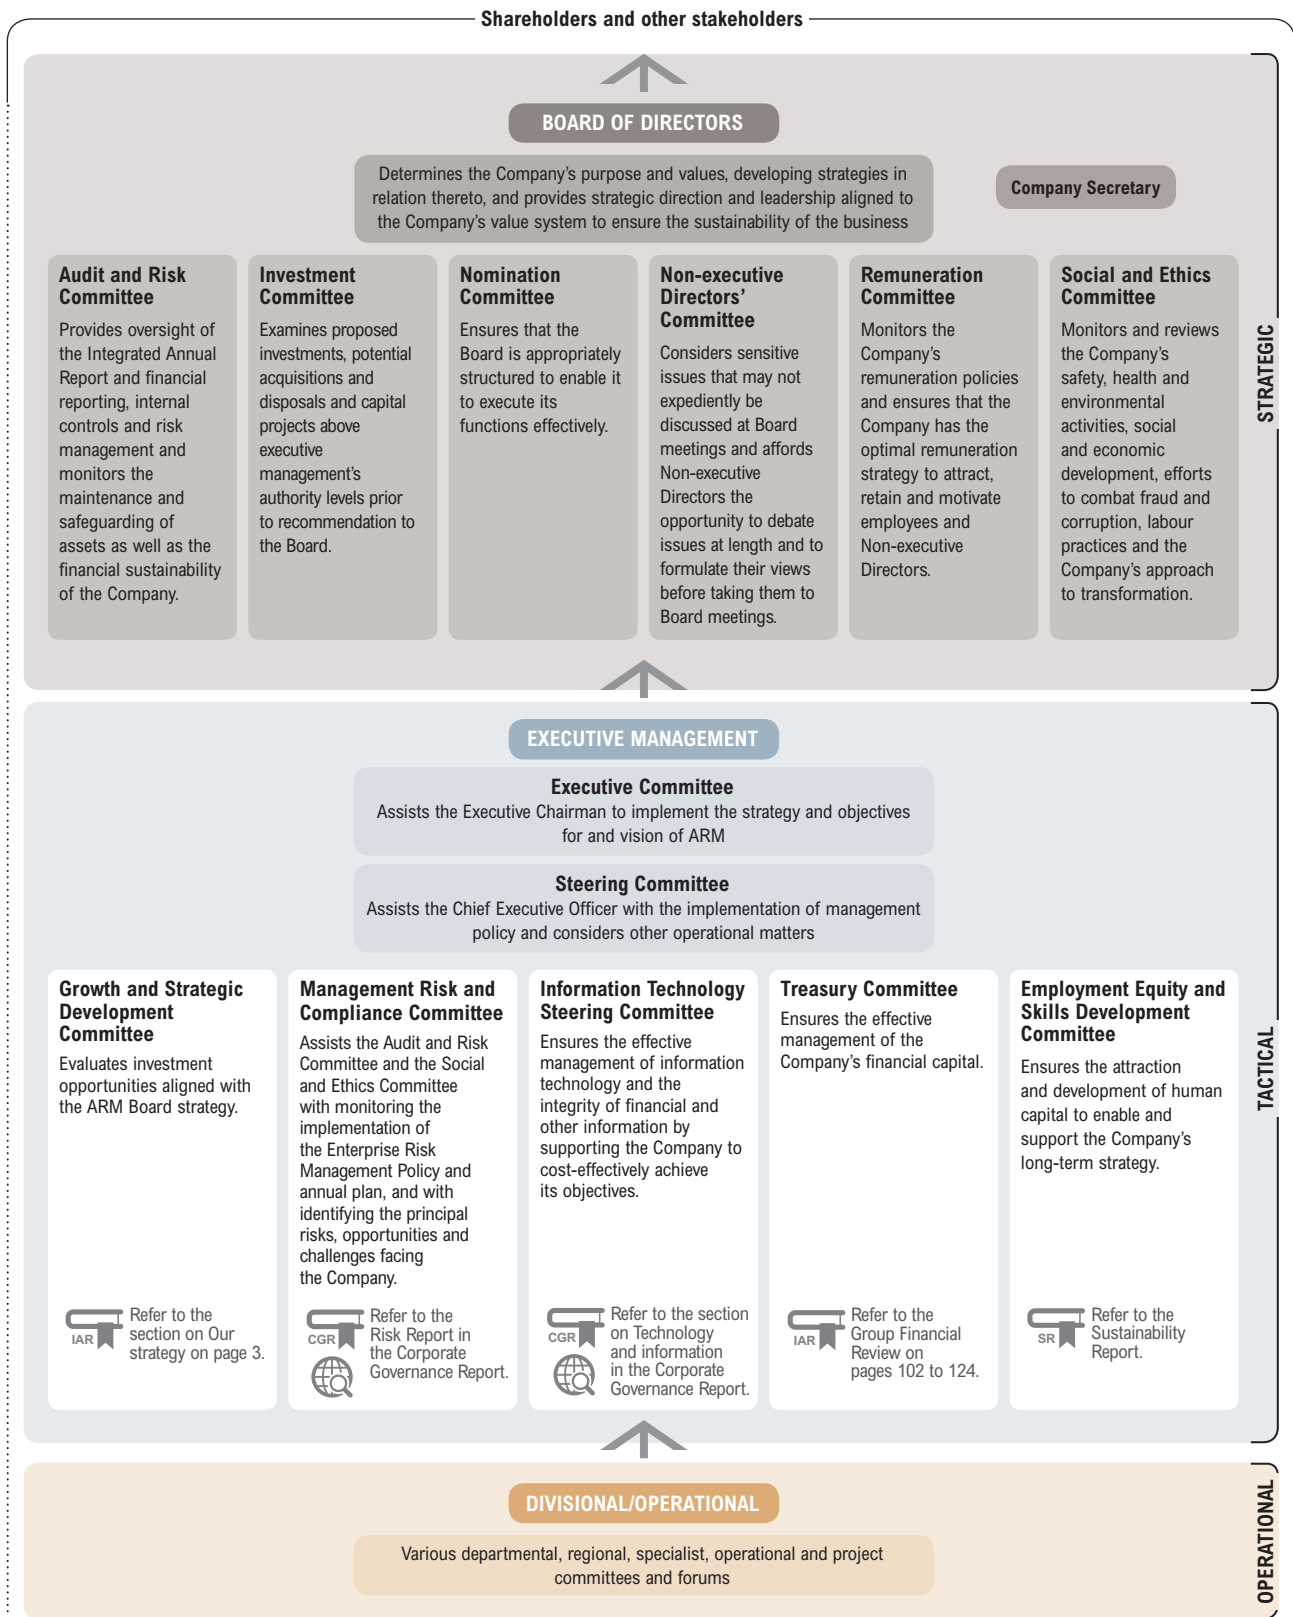 Shareholders and other stakeholders
BOARD OF DIRECTORS
Determines the Company’s purpose and values, developing strategies in
relation thereto, and provides strategic direction and leadership aligned to
the Company’s value system to ensure the sustainability of the business
Company Secretary
Audit and Risk
Committee
Provides oversight of
the Integrated Annual
Report and financial
reporting, internal
controls and risk
management and
monitors the
maintenance and
safeguarding of
assets as well as the
financial sustainability
of the Company.
Investment
Committee
Examines proposed
investments, potential
acquisitions and
disposals and capital
projects above
executive
management’s
authority levels prior
to recommendation to
the Board.
Nomination
Committee
Ensures that the
Board is appropriately
structured to enable it
to execute its
functions effectively.
Non-executive
Directors’
Committee
Considers sensitive
issues that may not
expediently be
discussed at Board
meetings and affords
Non-executive
Directors the
opportunity to debate
issues at length and to
formulate their views
before taking them to
Board meetings.
Remuneration
Committee
Monitors the
Company’s
remuneration policies
and ensures that the
Company has the
optimal remuneration
strategy to attract,
retain and motivate
employees and
Non-executive
Directors.
Social and Ethics
Committee
Monitors and reviews
the Company’s
safety, health and
environmental
activities, social
and economic
development, efforts
to combat fraud and
corruption, labour
practices and the
Company’s approach
to transformation.
STRATEGIC
EXECUTIVE MANAGEMENT
Executive Committee
Assists the Executive Chairman to implement the strategy and objectives
for and vision of ARM
Steering Committee
Assists the Chief Executive Officer with the implementation of management
policy and considers other operational matters
Growth and Strategic
Development
Committee
Evaluates investment
opportunities aligned with
the ARM Board strategy.
IAR
Refer to the
section on Our
strategy on page 3.
Management Risk and
Compliance Committee
Assists the Audit and Risk
Committee and the Social
and Ethics Committee
with monitoring the
implementation of
the Enterprise Risk
Management Policy and
annual plan, and with
identifying the principal
risks, opportunities and
challenges facing
the Company.
CGR
Refer to the
Risk Report in
the Corporate
Governance Report.
Information Technology
Steering Committee
Ensures the effective
management of information
technology and the
integrity of financial and
other information by
supporting the Company to
cost-effectively achieve
its objectives.
CGR
Refer to the section
on Technology
and information
in the Corporate
Governance Report.
Treasury Committee
Ensures the effective
management of the
Company’s financial capital.
IAR
Refer to the
Group Financial
Review on
pages 102 to 124.
Employment Equity and
Skills Development
Committee
Ensures the attraction
and development of human
capital to enable and
support the Company’s
long-term strategy.
SR
Refer to the
Sustainability
Report.
TACTICAL
DIVISIONAL/OPERATIONAL
Various departmental, regional, specialist, operational and project
committees and forums
OPERATIONAL